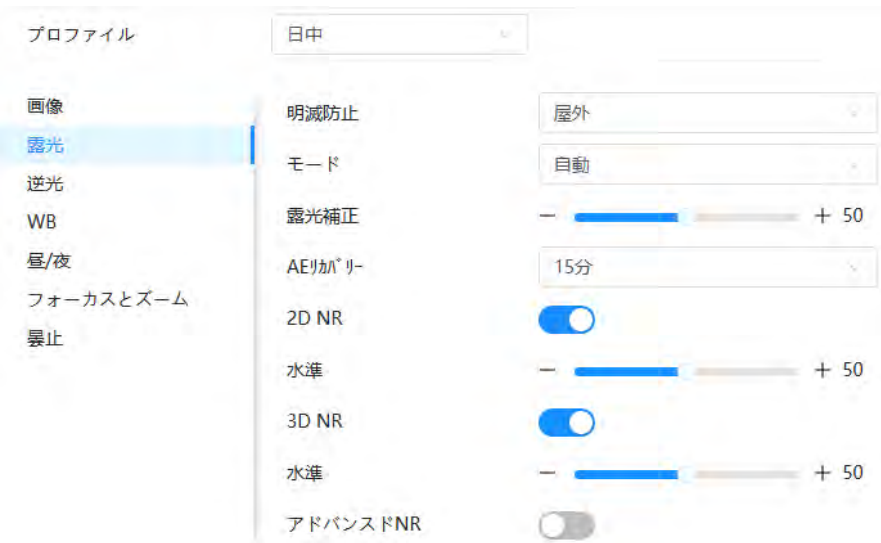 プロファイル 日中
画像
露光
逆光
WB
昼/夜
フォーカスとズーム
曇止
明滅防止 屋外
モード 自動
露光補正 − + 50
AEリカバリー 15分
2D NR
水準 − + 50
3D NR
水準 − + 50
アドバンスドNR